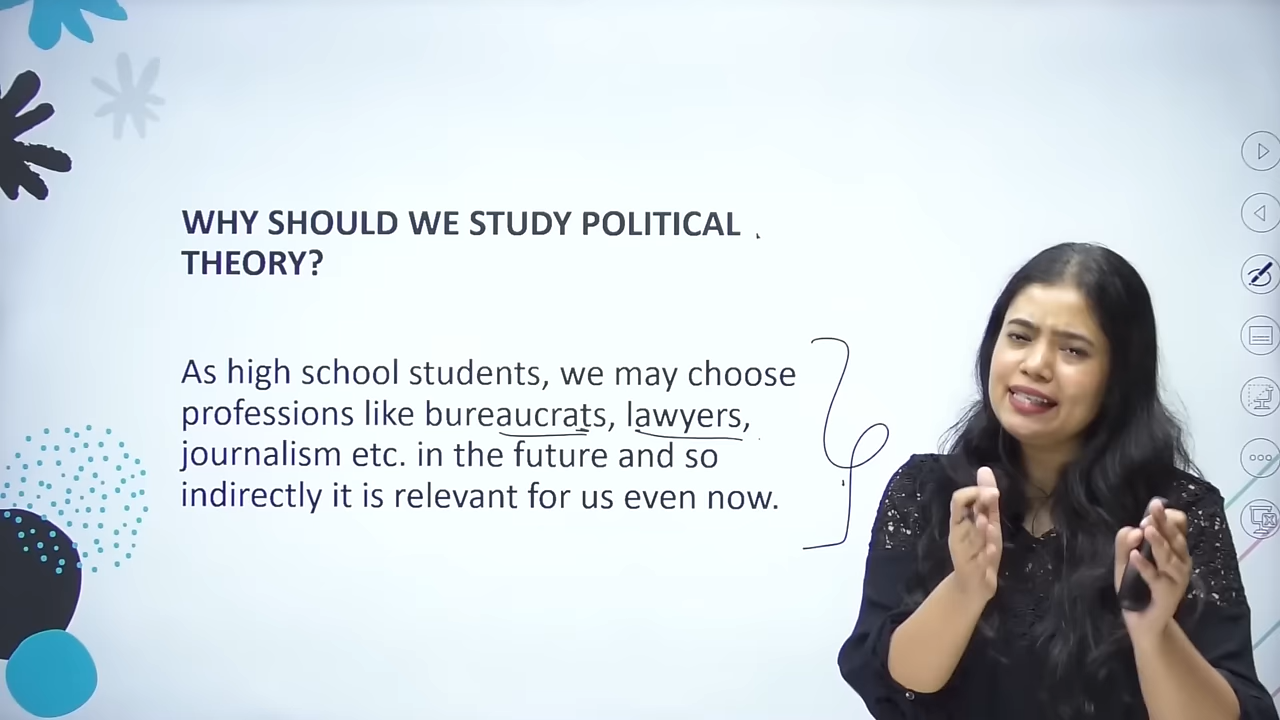 WHY SHOULD WE STUDY POLITICAL
THEORY?
As high school students, we may choose
professions like bureaucrats, lawyers,
journalism etc. in the future and so
indirectly it is relevant for us even now.